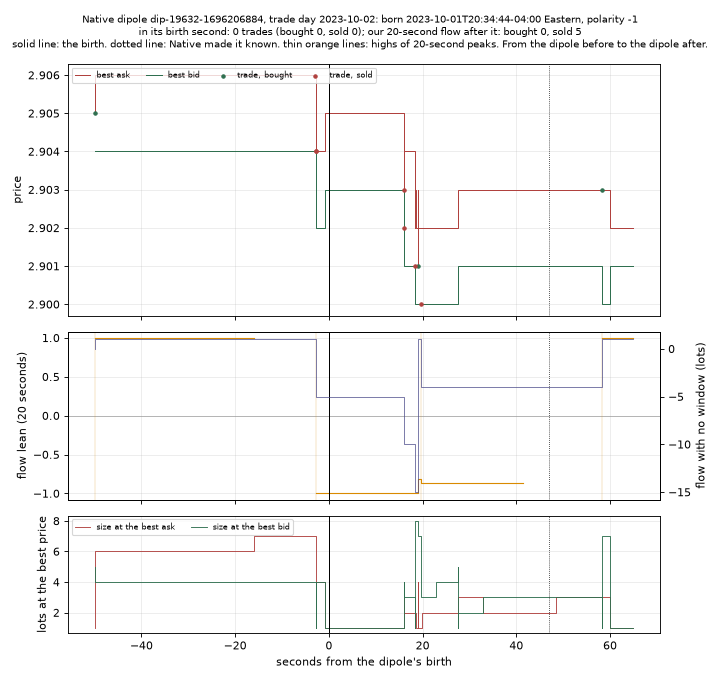 Native dipole dip-19632-1696206884, trade day 2023-10-02: born 2023-10-01T20:34:44-04:00 Eastern, polarity -1
in its birth second: 0 trades (bought 0, sold 0); our 20-second flow after it: bought 0, sold 5
solid line: the birth. dotted line: Native made it known. thin orange lines: highs of 20-second peaks. From the dipole before to the dipole after.
best ask
best bid
trade, bought
trade, sold
2.906
2.905
2.904
2.903
2.902
2.901
2.900
price
1.0
0.5
0.0
−0.5
−1.0
flow lean (20 seconds)
0
−5
−10
−15
flow with no window (lots)
size at the best ask
size at the best bid
8
6
4
2
lots at the best price
−40
−20
0
20
40
60
seconds from the dipole's birth